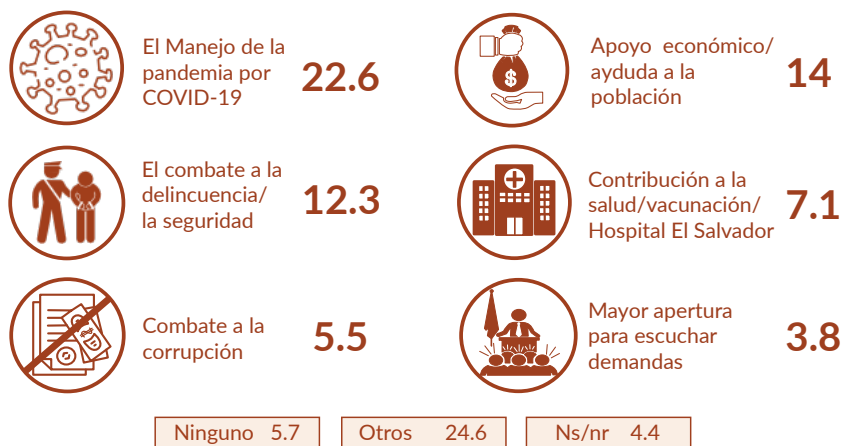 El Manejo de la
pandemia por
COVID-19
22.6
Apoyo económico/
ayduda a la
población
14
El combate a la
delincuencia/
la seguridad
12.3
Contribución a la
salud/vacunación/
Hospital El Salvador
7.1
Combate a la
corrupción
5.5
Mayor apertura
para escuchar
demandas
3.8
Ninguno 5.7
Otros 24.6
Ns/nr 4.4